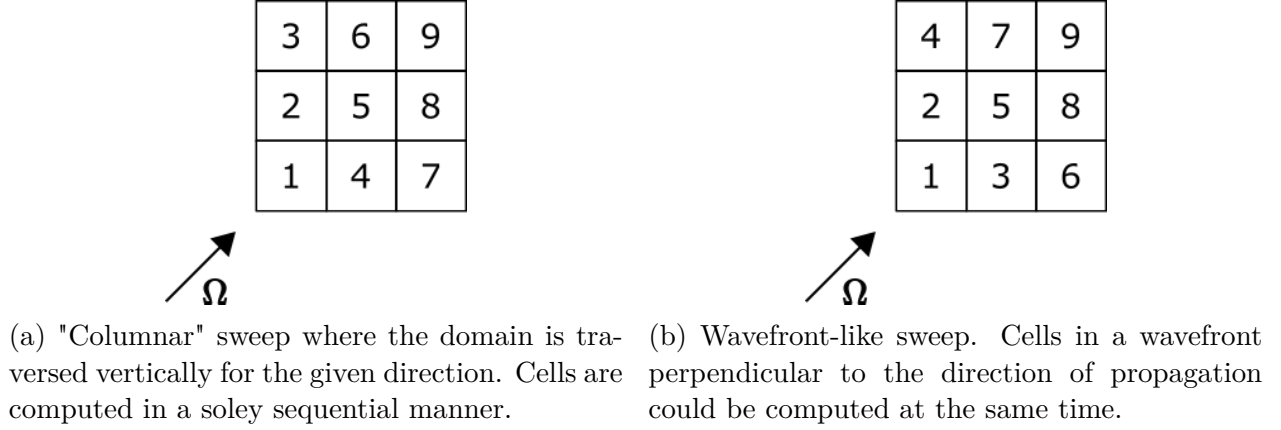 3 6 9
2 5 8
1 4 7
Ω
(a) "Columnar" sweep where the domain is tra-
versed vertically for the given direction. Cells are
computed in a soley sequential manner.
4 7 9
2 5 8
1 3 6
Ω
(b) Wavefront-like sweep. Cells in a wavefront
perpendicular to the direction of propagation
could be computed at the same time.